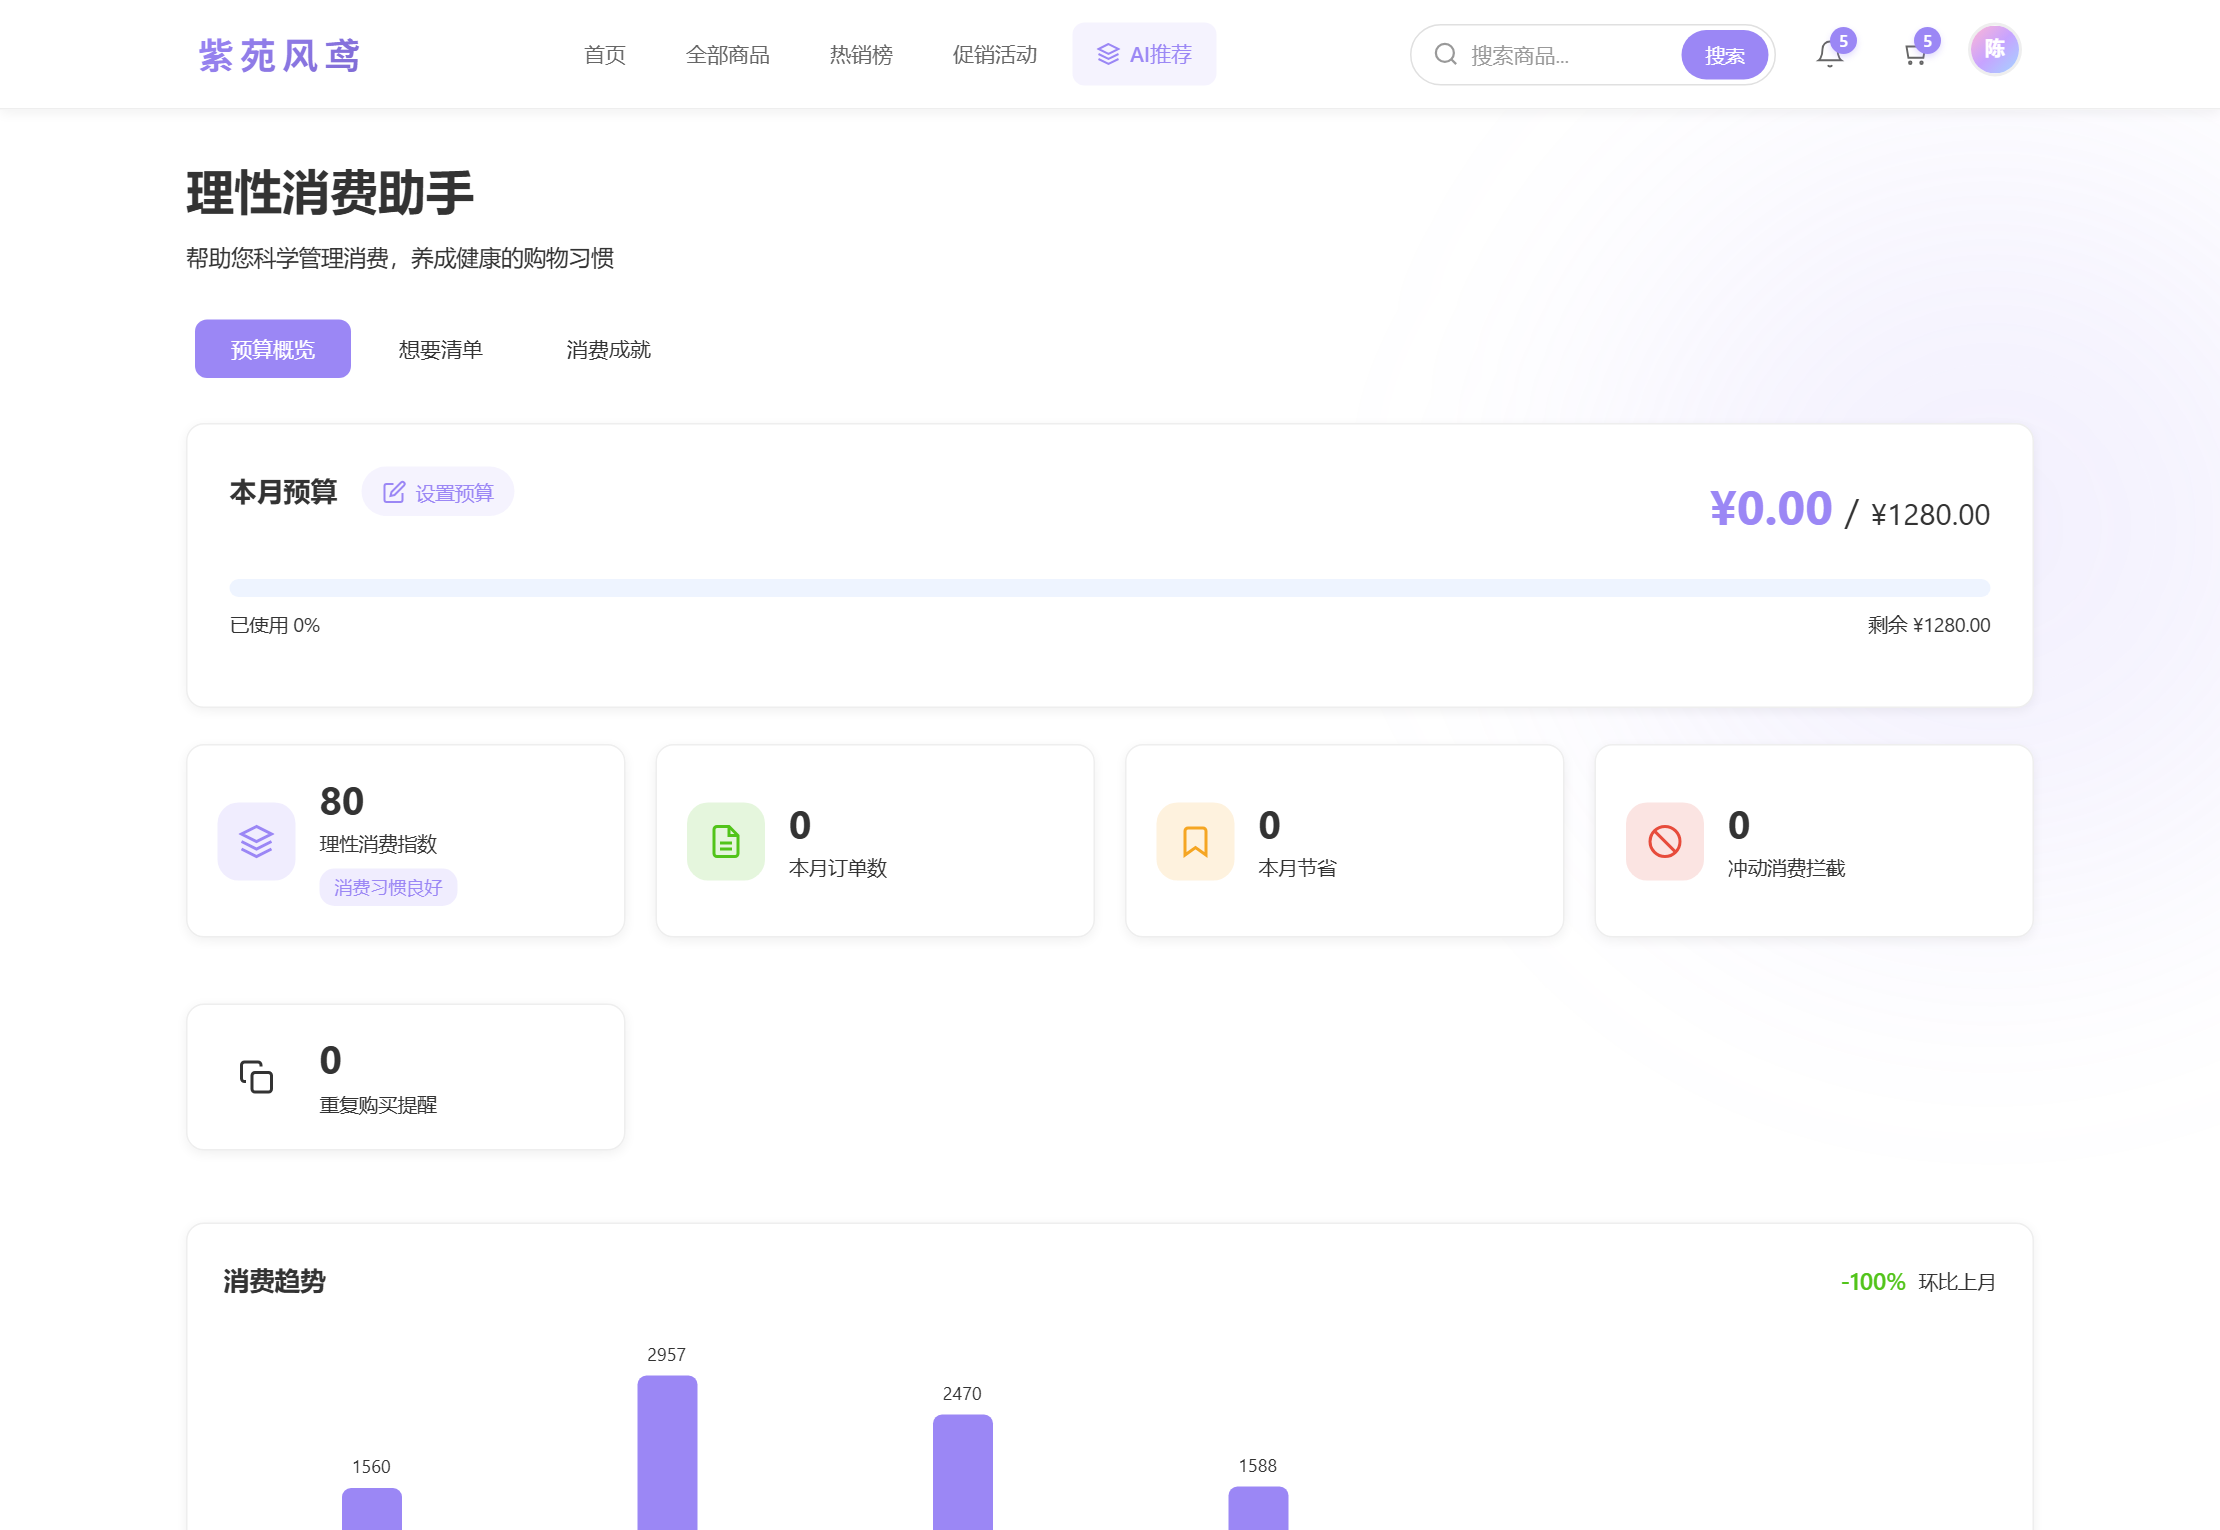 紫苑风鸢
首页 全部商品 热销榜 促销活动 AI推荐 搜索商品... 搜索 5 5 陈
理性消费助手
帮助您科学管理消费，养成健康的购物习惯
预算概览 想要清单 消费成就
本月预算 设置预算 ¥0.00 / ¥1280.00
已使用 0% 剩余 ¥1280.00
80
理性消费指数
消费习惯良好
0
本月订单数
0
本月节省
0
冲动消费拦截
0
重复购买提醒
消费趋势 -100% 环比上月
1560 2957 2470 1588